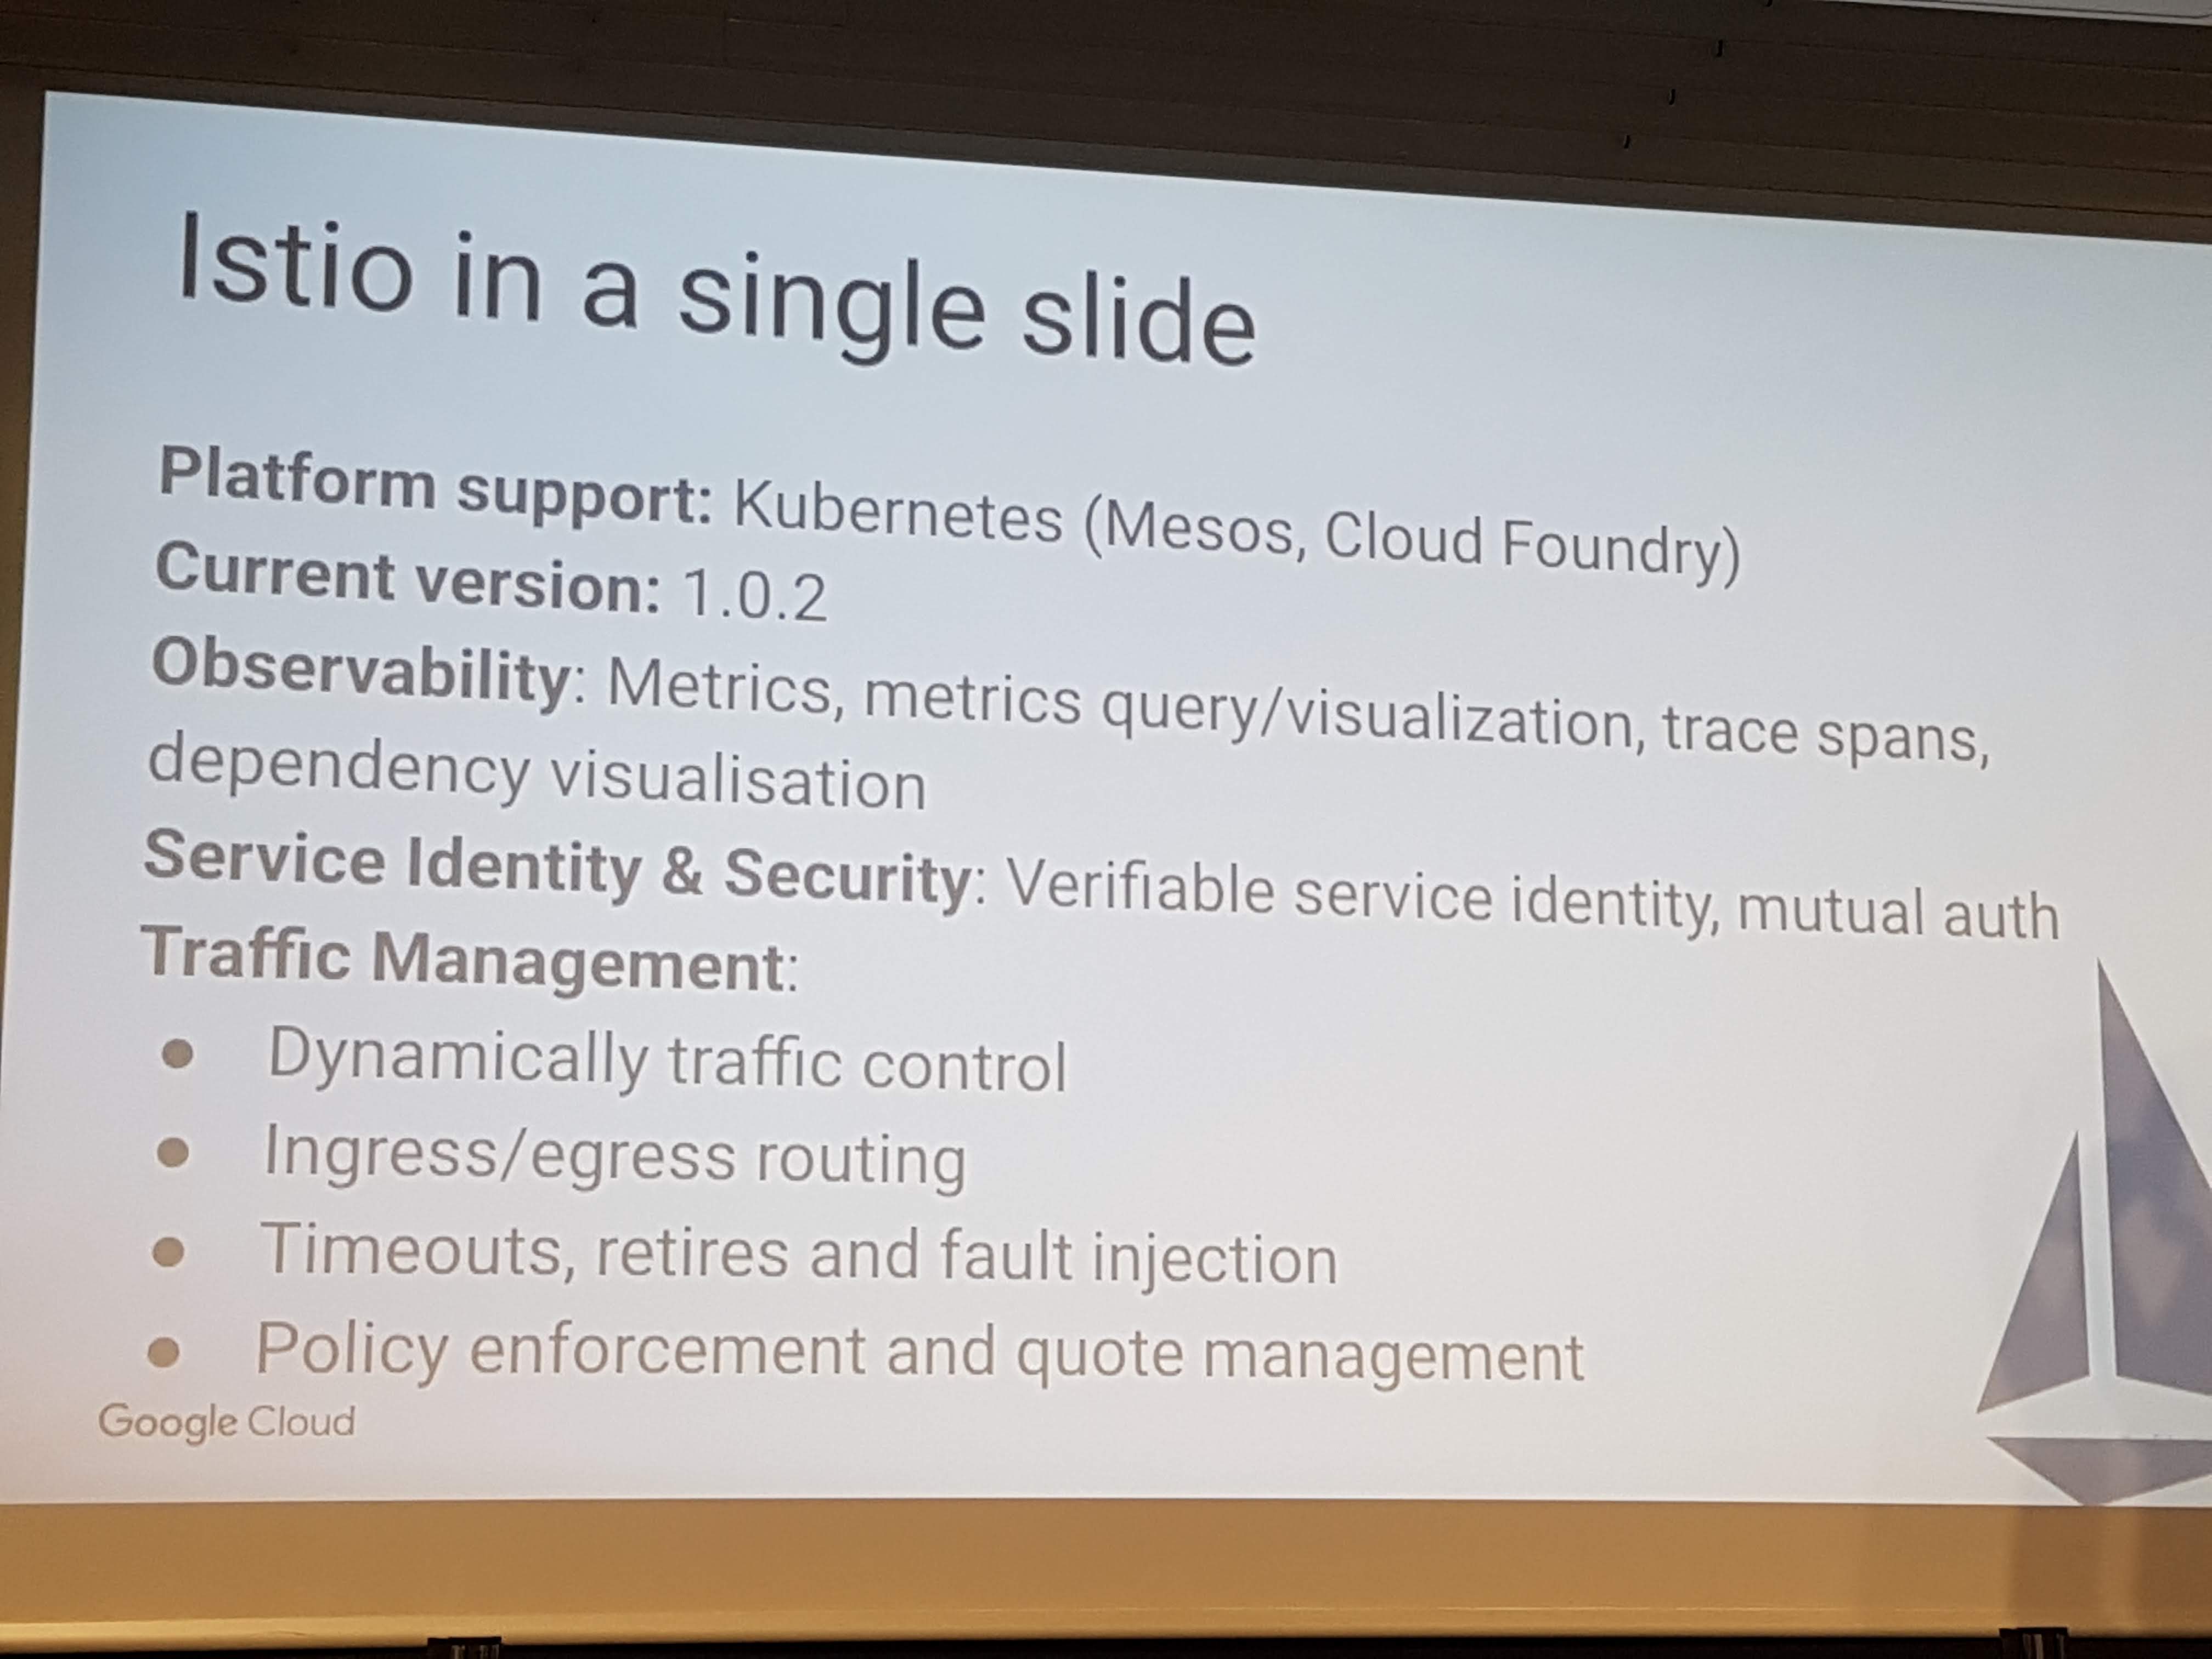 Istio in a single slide
Platform support: Kubernetes (Mesos, Cloud Foundry)
Current version: 1.0.2
Observability: Metrics, metrics query/visualization, trace spans,
dependency visualisation
Service Identity & Security: Verifiable service identity, mutual auth
Traffic Management:
● Dynamically traffic control
● Ingress/egress routing
● Timeouts, retires and fault injection
● Policy enforcement and quote management
Google Cloud